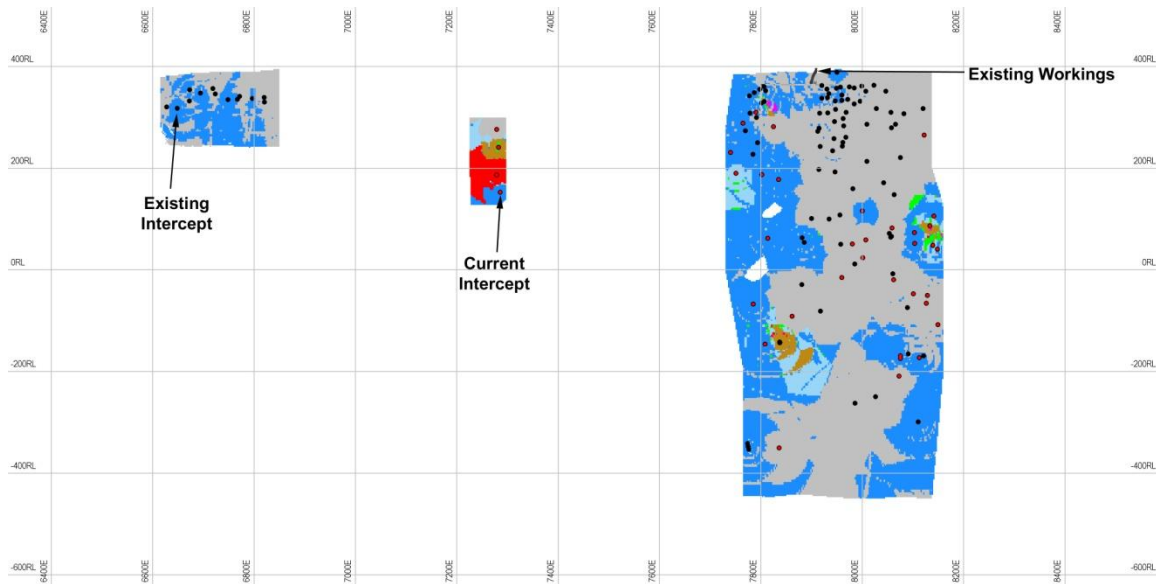 6400E 6600E 6800E 7000E 7200E 7400E 7600E 7800E 8000E 8200E 8400E
400RL 400RL
Existing Workings
200RL 200RL
Existing
Intercept
Current
Intercept
0RL 0RL
-200RL -200RL
-400RL -400RL
-600RL -600RL
6400E 6600E 6800E 7000E 7200E 7400E 7600E 7800E 8000E 8200E 8400E